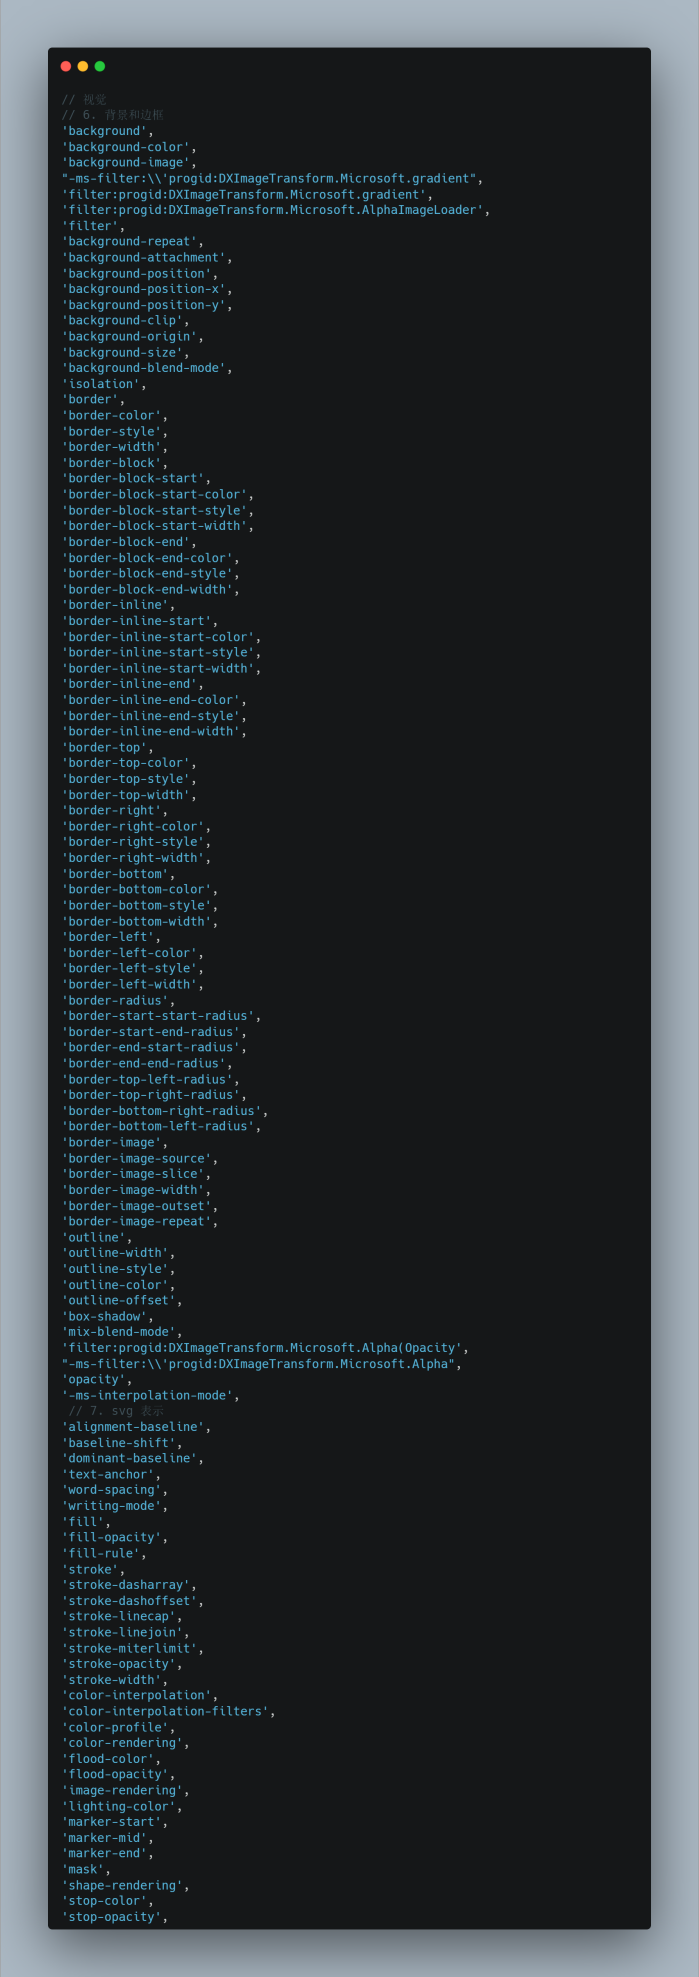 // 视觉
// 6. 背景和边框
'background',
'background-color',
'background-image',
"-ms-filter:\\'progid:DXImageTransform.Microsoft.gradient",
'filter:progid:DXImageTransform.Microsoft.gradient',
'filter:progid:DXImageTransform.Microsoft.AlphaImageLoader',
'filter',
'background-repeat',
'background-attachment',
'background-position',
'background-position-x',
'background-position-y',
'background-clip',
'background-origin',
'background-size',
'background-blend-mode',
'isolation',
'border',
'border-color',
'border-style',
'border-width',
'border-block',
'border-block-start',
'border-block-start-color',
'border-block-start-style',
'border-block-start-width',
'border-block-end',
'border-block-end-color',
'border-block-end-style',
'border-block-end-width',
'border-inline',
'border-inline-start',
'border-inline-start-color',
'border-inline-start-style',
'border-inline-start-width',
'border-inline-end',
'border-inline-end-color',
'border-inline-end-style',
'border-inline-end-width',
'border-top',
'border-top-color',
'border-top-style',
'border-top-width',
'border-right',
'border-right-color',
'border-right-style',
'border-right-width',
'border-bottom',
'border-bottom-color',
'border-bottom-style',
'border-bottom-width',
'border-left',
'border-left-color',
'border-left-style',
'border-left-width',
'border-radius',
'border-start-start-radius',
'border-start-end-radius',
'border-end-start-radius',
'border-end-end-radius',
'border-top-left-radius',
'border-top-right-radius',
'border-bottom-right-radius',
'border-bottom-left-radius',
'border-image',
'border-image-source',
'border-image-slice',
'border-image-width',
'border-image-outset',
'border-image-repeat',
'outline',
'outline-width',
'outline-style',
'outline-color',
'outline-offset',
'box-shadow',
'mix-blend-mode',
'filter:progid:DXImageTransform.Microsoft.Alpha(Opacity',
"-ms-filter:\\'progid:DXImageTransform.Microsoft.Alpha",
'opacity',
'-ms-interpolation-mode',
// 7. svg 表示
'alignment-baseline',
'baseline-shift',
'dominant-baseline',
'text-anchor',
'word-spacing',
'writing-mode',
'fill',
'fill-opacity',
'fill-rule',
'stroke',
'stroke-dasharray',
'stroke-dashoffset',
'stroke-linecap',
'stroke-linejoin',
'stroke-miterlimit',
'stroke-opacity',
'stroke-width',
'color-interpolation',
'color-interpolation-filters',
'color-profile',
'color-rendering',
'flood-color',
'flood-opacity',
'image-rendering',
'lighting-color',
'marker-start',
'marker-mid',
'marker-end',
'mask',
'shape-rendering',
'stop-color',
'stop-opacity',